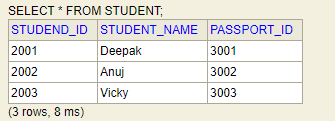 SELECT * FROM STUDENT;
STUDEND_ID STUDENT_NAME PASSPORT_ID
2001 Deepak 3001
2002 Anuj 3002
2003 Vicky 3003
(3 rows, 8 ms)